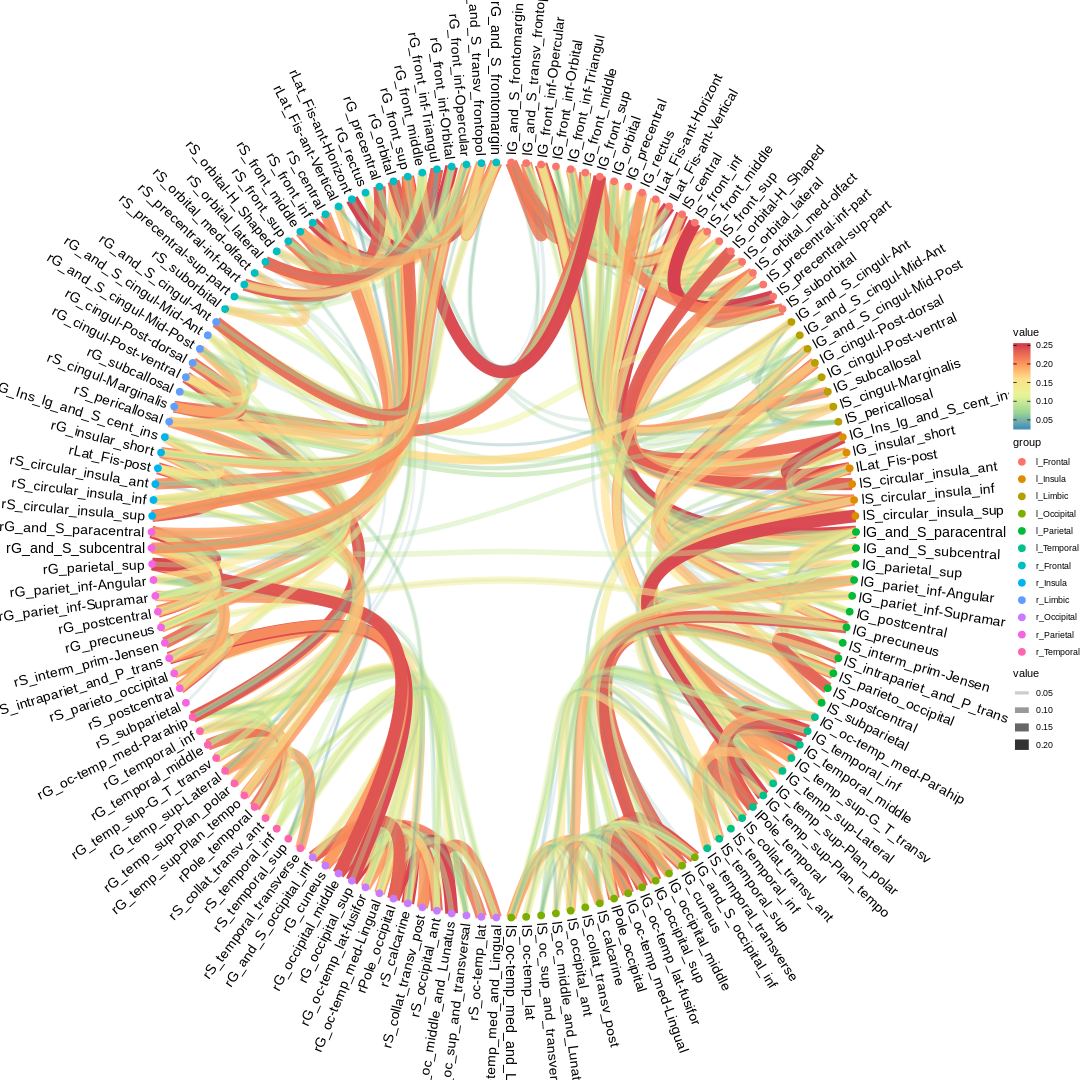 rG_and_S_frontomargin
_and_S_transv_frontopol
rG_front_inf-Opercular
rG_front_inf-Orbital
rG_front_inf-Triangul
rG_front_middle
rG_front_sup
rG_orbital
rG_precentral
rG_rectus
rLat_Fis-ant-Horizont
rLat_Fis-ant-Vertical
rS_central
rS_front_inf
rS_front_middle
rS_front_sup
rS_orbital-H_Shaped
rS_orbital_lateral
rS_orbital_med-olfact
rS_precentral-inf-part
rS_precentral-sup-part
rS_suborbital
rG_and_S_cingul-Ant
rG_and_S_cingul-Mid-Ant
rG_and_S_cingul-Mid-Post
rG_cingul-Post-dorsal
rG_cingul-Post-ventral
rG_subcallosal
rS_cingul-Marginalis
rS_pericallosal
G_Ins_lg_and_S_cent_ins
rG_insular_short
rLat_Fis-post
rS_circular_insula_ant
rS_circular_insula_inf
rS_circular_insula_sup
rG_and_S_paracentral
rG_and_S_subcentral
rG_parietal_sup
rG_pariet_inf-Angular
rG_pariet_inf-Supramar
rG_postcentral
rG_precuneus
rS_interm_prim-Jensen
rS_intrapariet_and_P_trans
rS_parieto_occipital
rS_postcentral
rS_subparietal
rG_oc-temp_med-Parahip
rG_temporal_inf
rG_temporal_middle
rG_temp_sup-G_T_transv
rG_temp_sup-Lateral
rG_temp_sup-Plan_polar
rG_temp_sup-Plan_tempo
rPole_temporal
rS_collat_transv_ant
rS_temporal_inf
rS_temporal_sup
rS_temporal_transverse
rG_and_S_occipital_inf
rG_cuneus
rG_occipital_middle
rG_occipital_sup
rG_oc-temp_lat-fusifor
rG_oc-temp_med-Lingual
rPole_occipital
rS_calcarine
rS_collat_transv_post
rS_occipital_ant
_oc_middle_and_Lunatus
_oc_sup_and_transversal
rS_oc-temp_lat
temp_med_and_Lingual
lG_and_S_frontomargin
lG_and_S_transv_frontop
lG_front_inf-Opercular
lG_front_inf-Orbital
lG_front_inf-Triangul
lG_front_middle
lG_front_sup
lG_orbital
lG_precentral
lG_rectus
lLat_Fis-ant-Horizont
lLat_Fis-ant-Vertical
lS_central
lS_front_inf
lS_front_middle
lS_front_sup
lS_orbital-H_Shaped
lS_orbital_lateral
lS_orbital_med-olfact
lS_precentral-inf-part
lS_precentral-sup-part
lS_suborbital
lG_and_S_cingul-Ant
lG_and_S_cingul-Mid-Ant
lG_and_S_cingul-Mid-Post
lG_cingul-Post-dorsal
lG_cingul-Post-ventral
lG_subcallosal
lS_cingul-Marginalis
lS_pericallosal
lG_Ins_lg_and_S_cent_in
lG_insular_short
lLat_Fis-post
lS_circular_insula_ant
lS_circular_insula_inf
lS_circular_insula_sup
lG_and_S_paracentral
lG_and_S_subcentral
lG_parietal_sup
lG_pariet_inf-Angular
lG_pariet_inf-Supramar
lG_postcentral
lG_precuneus
lS_interm_prim-Jensen
lS_intrapariet_and_P_trans
lS_parieto_occipital
lS_postcentral
lS_subparietal
lG_oc-temp_med-Parahip
lG_temporal_inf
lG_temporal_middle
lG_temp_sup-G_T_transv
lG_temp_sup-Lateral
lG_temp_sup-Plan_polar
lG_temp_sup-Plan_tempo
lPole_temporal
lS_collat_transv_ant
lS_temporal_inf
lS_temporal_sup
lS_temporal_transverse
lG_and_S_occipital_inf
lG_cuneus
lG_occipital_middle
lG_occipital_sup
lG_oc-temp_lat-fusifor
lG_oc-temp_med-Lingual
lPole_occipital
lS_calcarine
lS_collat_transv_post
lS_occipital_ant
lS_oc_middle_and_Lunat
lS_oc_sup_and_transver
lS_oc-temp_lat
lS_oc-temp_med_and_L
value
0.25
0.20
0.15
0.10
0.05
group
l_Frontal
l_Insula
l_Limbic
l_Occipital
l_Parietal
l_Temporal
r_Frontal
r_Insula
r_Limbic
r_Occipital
r_Parietal
r_Temporal
value
0.05
0.10
0.15
0.20